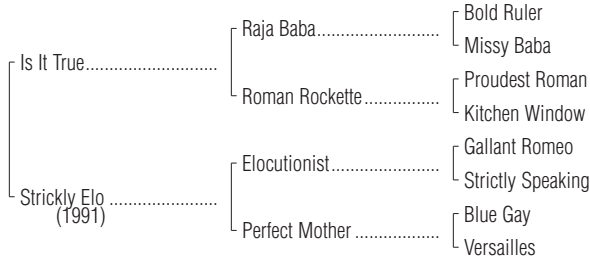 Bold Ruler
Raja Baba
Missy Baba
Is It True
Proudest Roman
Roman Rockette
Kitchen Window
Gallant Romeo
Elocutionist
Strictly Speaking
Strickly Elo
(1991)
Blue Gay
Perfect Mother
Versailles